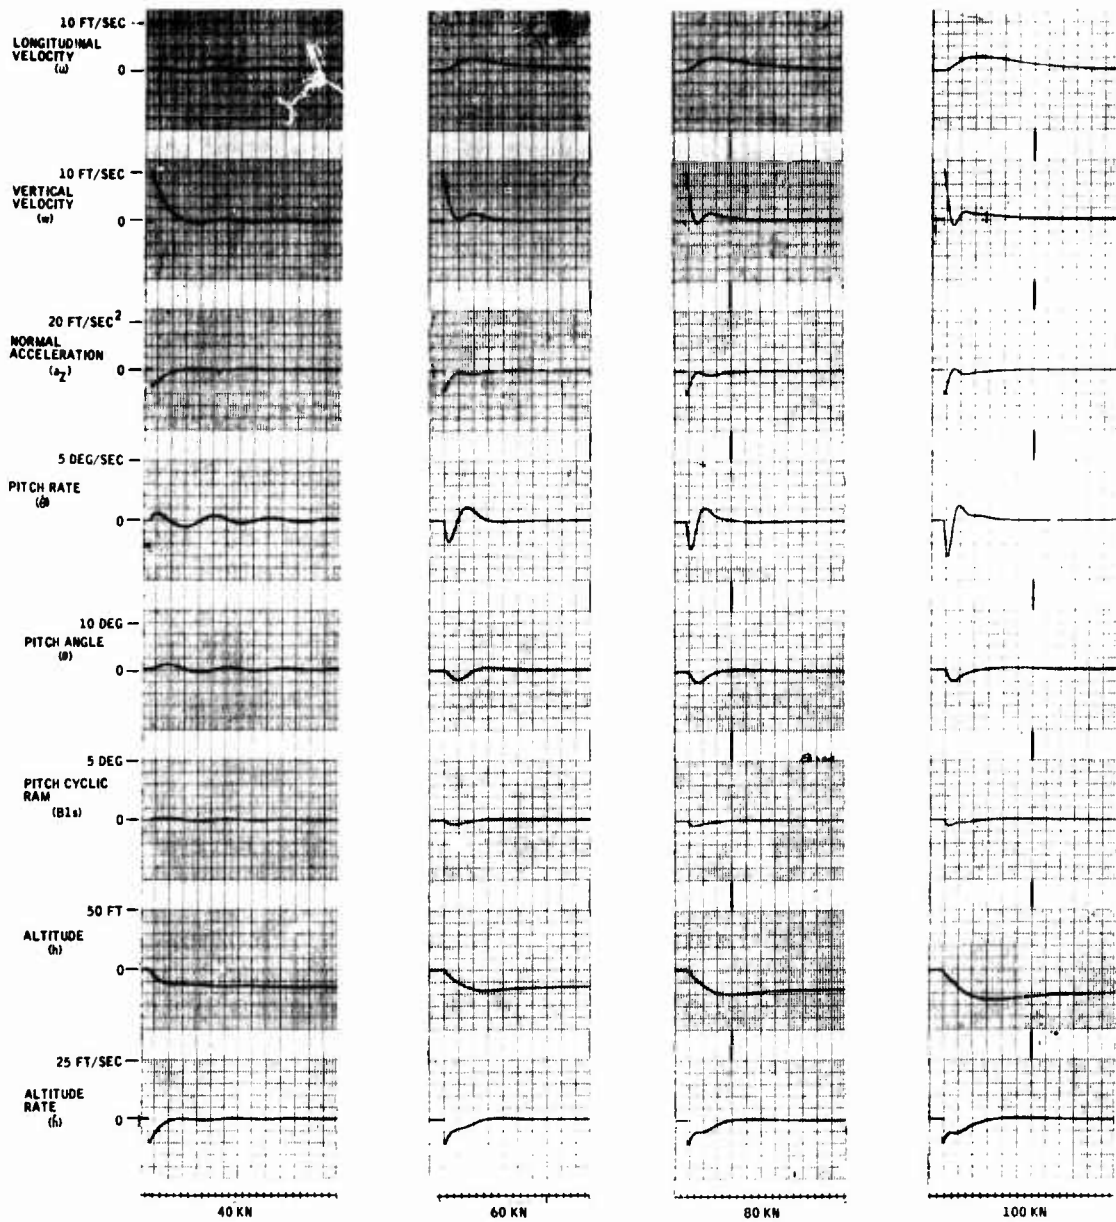 10 FT/SEC
LONGITUDINAL
VELOCITY
(u)
0
10 FT/SEC
VERTICAL
VELOCITY
(w)
0
20 FT/SEC²
NORMAL
ACCELERATION
(a_Z)
0
5 DEG/SEC
PITCH RATE
(θ̇)
0
10 DEG
PITCH ANGLE
(θ)
0
5 DEG
PITCH CYCLIC
RAM
(B1s)
0
50 FT
ALTITUDE
(h)
0
25 FT/SEC
ALTITUDE
RATE
(ḣ)
0
40 KN
60 KN
80 KN
100 KN